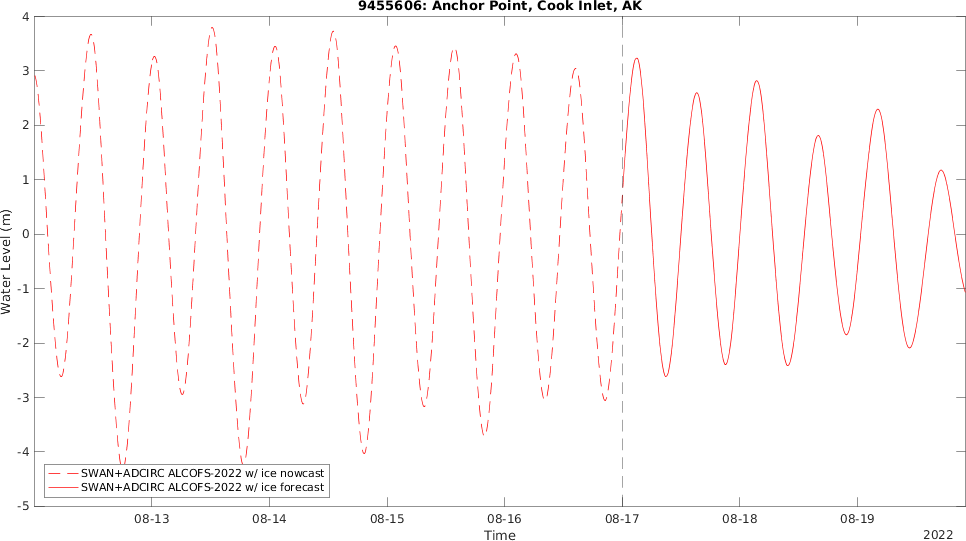 9455606: Anchor Point, Cook Inlet, AK
4
3
2
1
0
-1
-2
-3
-4
-5
Water Level (m)
SWAN+ADCIRC ALCOFS-2022 w/ ice nowcast
SWAN+ADCIRC ALCOFS-2022 w/ ice forecast
08-13 08-14 08-15 08-16 08-17 08-18 08-19
Time
2022